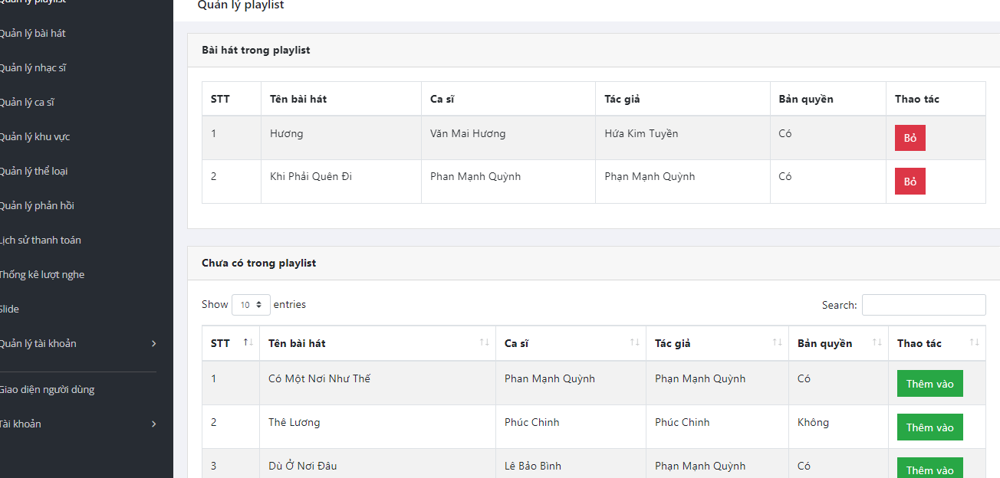 Quản lý playlist
Quản lý bài hát
Quản lý nhạc sĩ
Quản lý ca sĩ
Quản lý khu vực
Quản lý thể loại
Quản lý phản hồi
Lịch sử thanh toán
Thống kê lượt nghe
Slide
Quản lý tài khoản
Giao diện người dùng
Tài khoản
Quản lý playlist
Bài hát trong playlist
STT Tên bài hát Ca sĩ Tác giả Bản quyền Thao tác
1 Hương Văn Mai Hương Hứa Kim Tuyền Có Bỏ
2 Khi Phải Quên Đi Phan Mạnh Quỳnh Phạn Mạnh Quỳnh Có Bỏ
Chưa có trong playlist
Show 10 entries Search:
STT Tên bài hát Ca sĩ Tác giả Bản quyền Thao tác
1 Có Một Nơi Như Thế Phan Mạnh Quỳnh Phạn Mạnh Quỳnh Có Thêm vào
2 Thê Lương Phúc Chinh Phúc Chinh Không Thêm vào
3 Dù Ở Nơi Đâu Lê Bảo Bình Phạn Mạnh Quỳnh Có Thêm vào